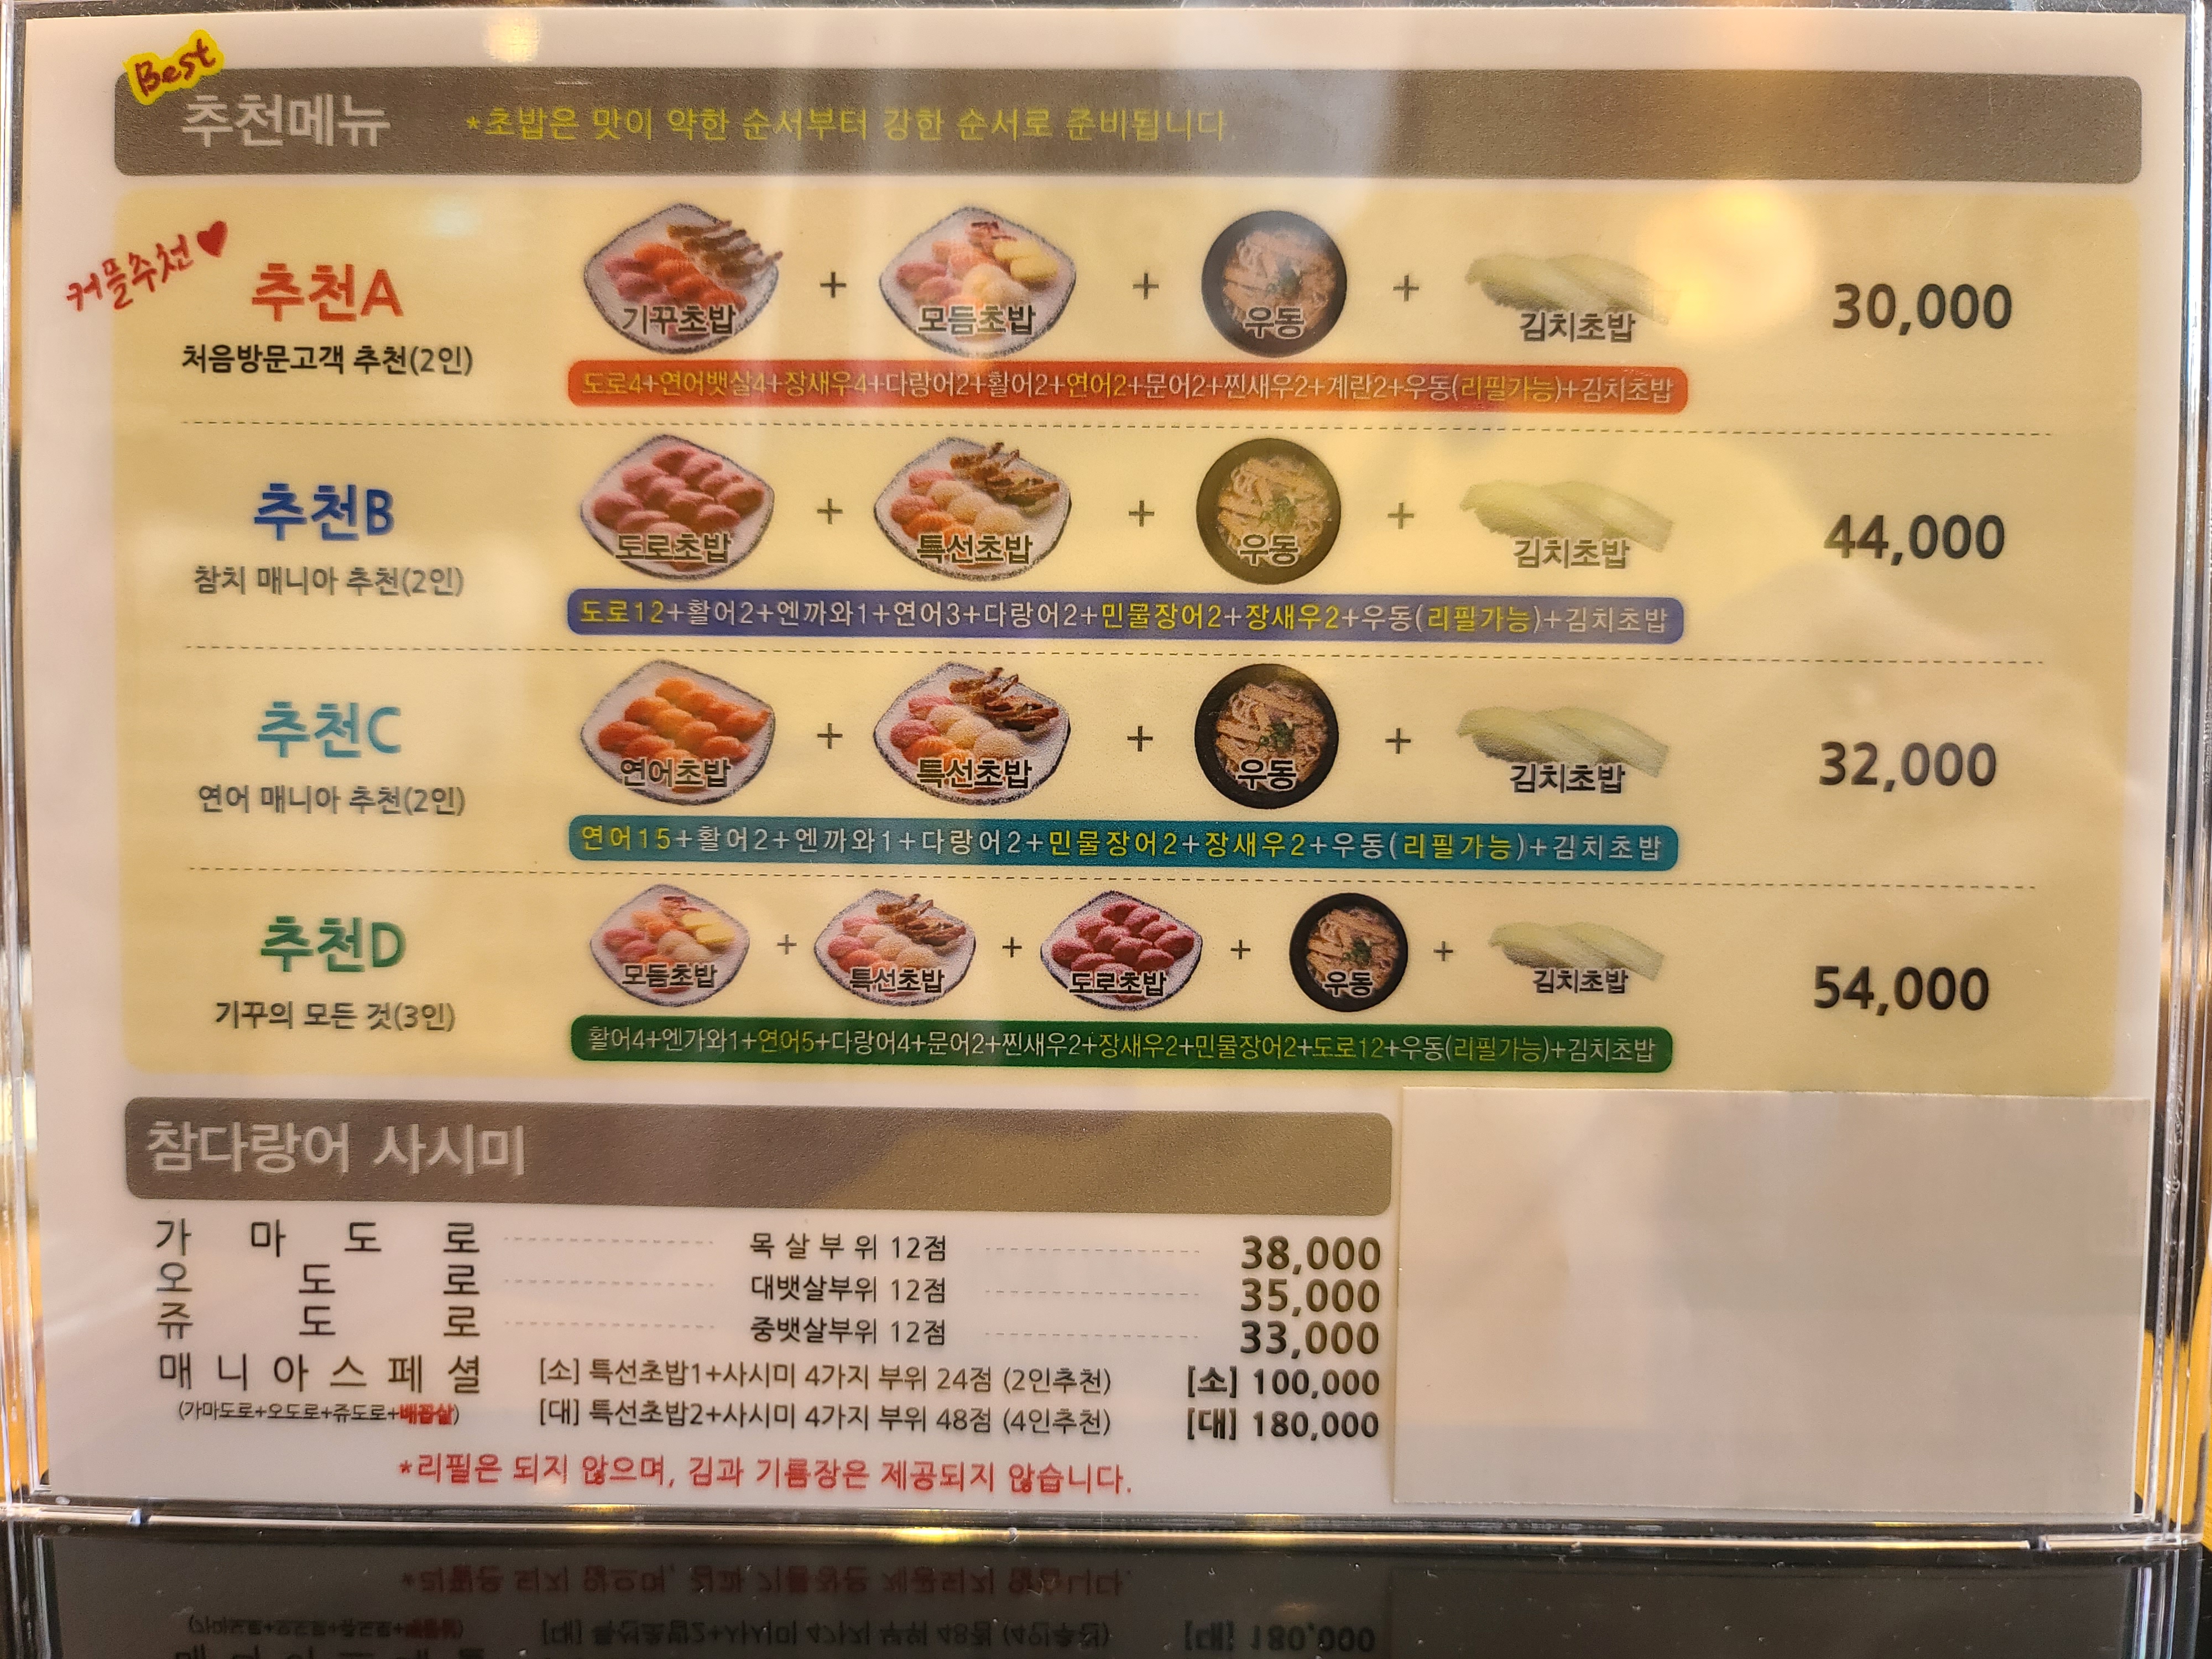 Best
추천메뉴 *초밥은 맛이 약한 순서부터 강한 순서로 준비됩니다
커플추천♥
추천A
처음방문고객 추천(2인)
기꾸초밥 + 모듬초밥 + 우동 + 김치초밥
30,000
도로4+연어뱃살4+장새우4+다랑어2+활어2+연어2+문어2+찐새우2+계란2+우동(리필가능)+김치초밥
추천B
참치 매니아 추천(2인)
도로초밥 + 특선초밥 + 우동 + 김치초밥
44,000
도로12+활어2+엔까와1+연어3+다랑어2+민물장어2+장새우2+우동(리필가능)+김치초밥
추천C
연어 매니아 추천(2인)
연어초밥 + 특선초밥 + 우동 + 김치초밥
32,000
연어15+활어2+엔까와1+다랑어2+민물장어2+장새우2+우동(리필가능)+김치초밥
추천D
기꾸의 모든 것(3인)
모듬초밥 + 특선초밥 + 도로초밥 + 우동 + 김치초밥
54,000
활어4+엔가와1+연어5+다랑어4+문어2+찐새우2+장새우2+민물장어2+도로12+우동(리필가능)+김치초밥
참다랑어 사시미
가마도로 목살부위 12점 38,000
오도로 대뱃살부위 12점 35,000
쥬도로 중뱃살부위 12점 33,000
매니아스페셜 [소] 특선초밥1+사시미 4가지 부위 24점 (2인추천) [소] 100,000
(가마도로+오도로+쥬도로+배꼽살) [대] 특선초밥2+사시미 4가지 부위 48점 (4인추천) [대] 180,000
*리필은 되지 않으며, 김과 기름장은 제공되지 않습니다.